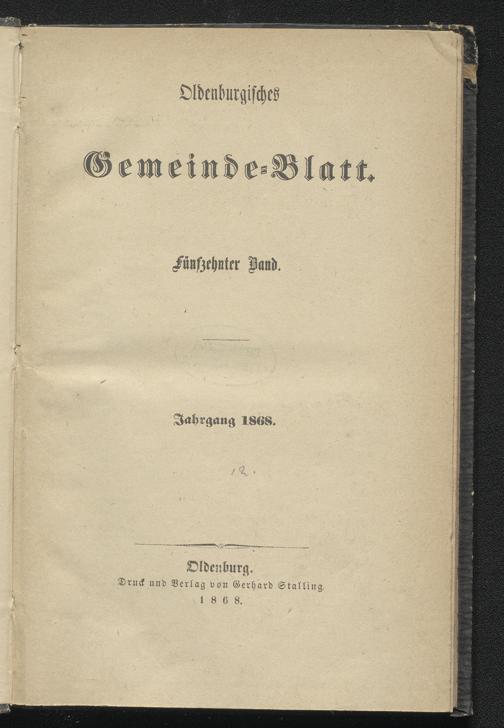 Oldenburgisches
Gemeinde-Blatt.
Fünfzehnter Band.
Jahrgang 1868.
12.
Oldenburg.
Druck und Verlag von Gerhard Stalling
1868.